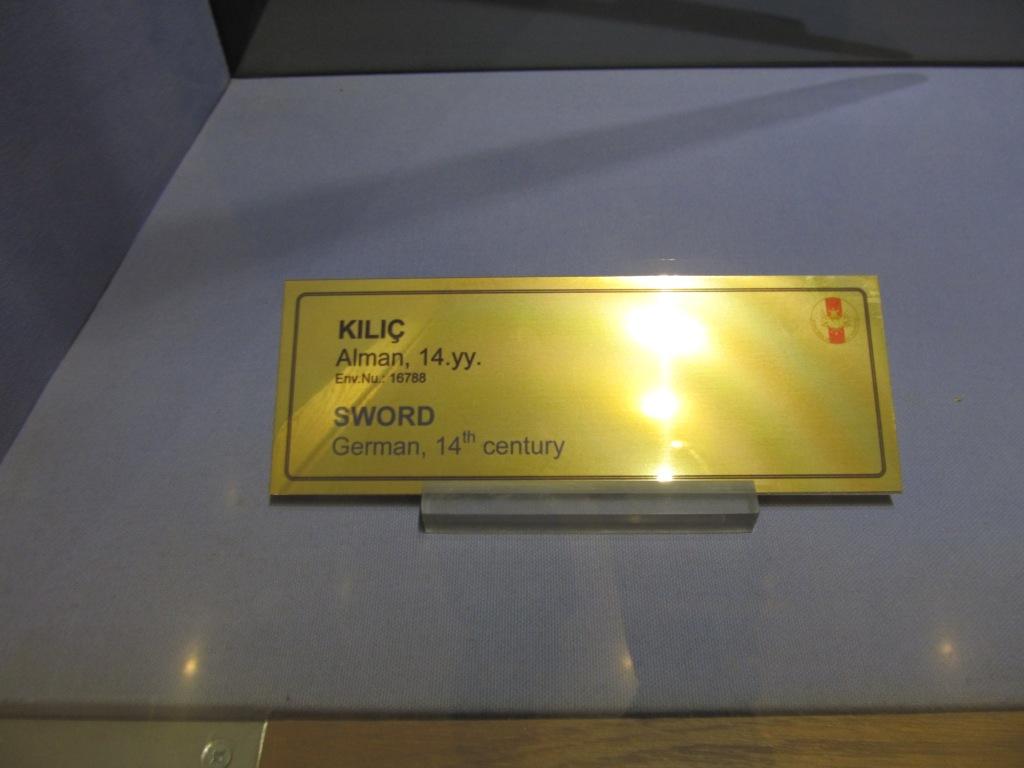 KILIÇ
Alman, 14.yy.
Env.Nu.: 16788
SWORD
German, 14th century